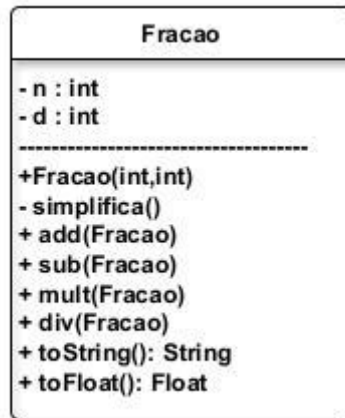 Fracao
- n : int
- d : int
------------------------------------
+Fracao(int,int)
- simplifica()
+ add(Fracao)
+ sub(Fracao)
+ mult(Fracao)
+ div(Fracao)
+ toString(): String
+ toFloat(): Float